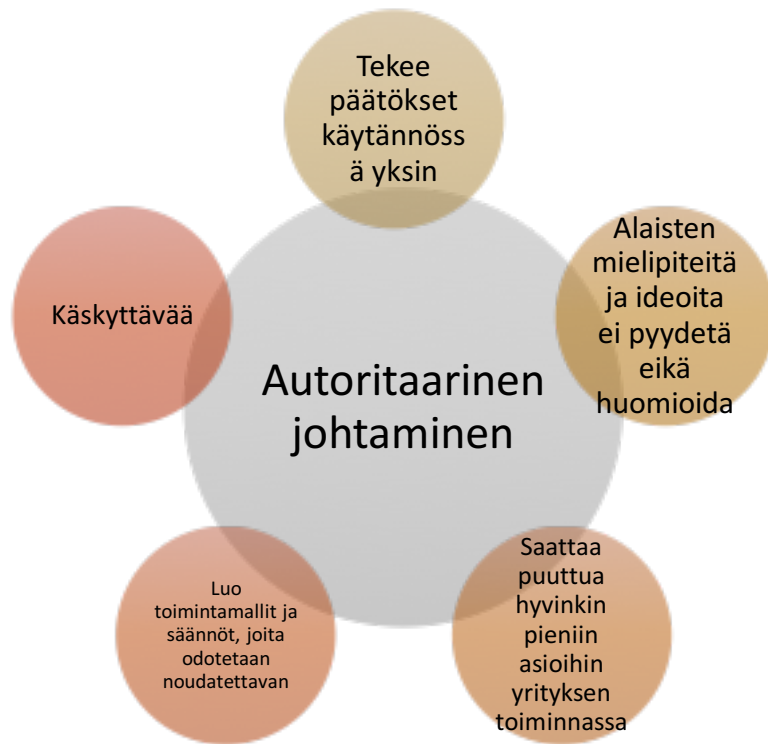 Tekee
päätökset
käytännöss
ä yksin
Alaisten
mielipiteitä
ja ideoita
ei pyydetä
eikä
huomioida
Saattaa
puuttua
hyvinkin
pieniin
asioihin
yrityksen
toiminnassa
Luo
toimintamallit ja
säännöt, joita
odotetaan
noudatettavan
Käskyttävää
Autoritaarinen
johtaminen